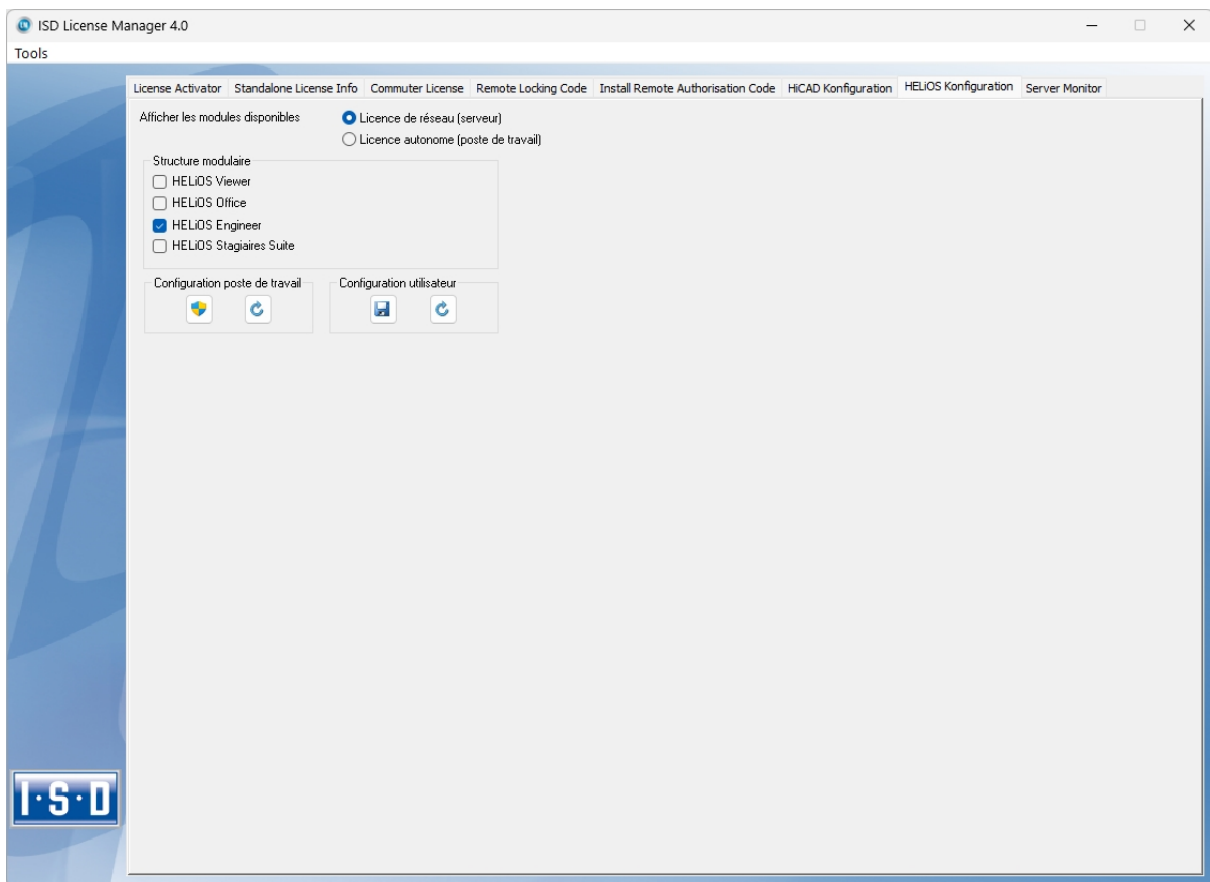 ISD License Manager 4.0
Tools
License Activator Standalone License Info Commuter License Remote Locking Code Install Remote Authorisation Code HiCAD Konfiguration HELiOS Konfiguration Server Monitor
Afficher les modules disponibles
Licence de réseau (serveur)
Licence autonome (poste de travail)
Structure modulaire
HELiOS Viewer
HELiOS Office
HELiOS Engineer
HELiOS Stagiaires Suite
Configuration poste de travail
Configuration utilisateur
I·S·D